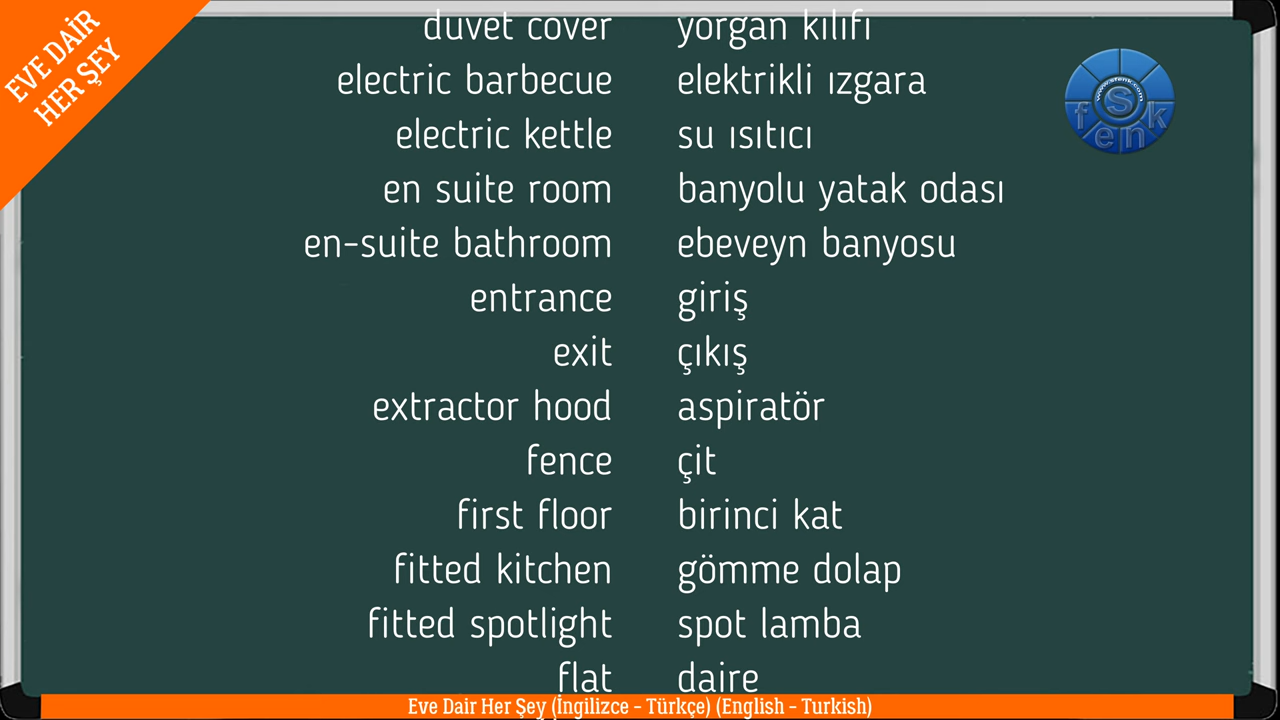 EVE DAİR
HER ŞEY
duvet cover yorgan kılıfı
electric barbecue elektrikli ızgara
electric kettle su ısıtıcı
en suite room banyolu yatak odası
en-suite bathroom ebeveyn banyosu
entrance giriş
exit çıkış
extractor hood aspiratör
fence çit
first floor birinci kat
fitted kitchen gömme dolap
fitted spotlight spot lamba
flat daire
www.sfenk.com
s
f e n k
Eve Dair Her Şey (İngilizce - Türkçe) (English - Turkish)